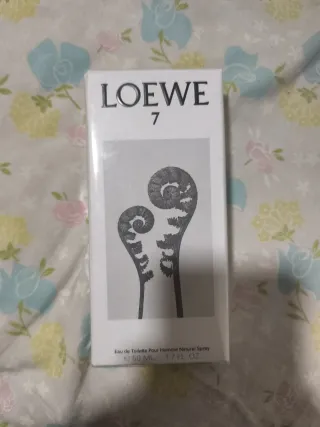 LOEWE
7
Eau de Toilette Pour Homme Natural Spray
50 ML. 1.7 FL. OZ